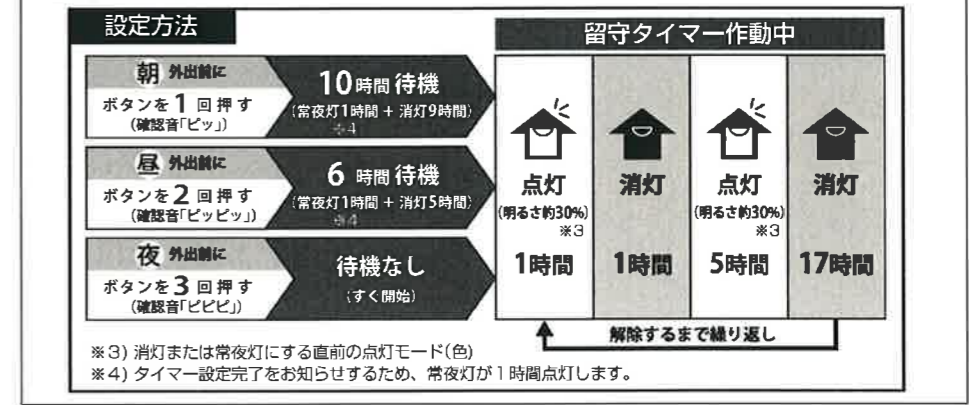 設定方法
留守タイマー作動中
朝 外出前に
ボタンを1回押す
(確認音「ピッ」)
10時間待機
(常夜灯1時間 + 消灯9時間)
※4
昼 外出前に
ボタンを2回押す
(確認音「ピッピッ」)
6時間待機
(常夜灯1時間 + 消灯5時間)
※4
夜 外出前に
ボタンを3回押す
(確認音「ピピピ」)
待機なし
(すぐ開始)
点灯
(明るさ約30%)
※3
1時間
消灯
1時間
点灯
(明るさ約30%)
※3
5時間
消灯
17時間
解除するまで繰り返し
※3) 消灯または常夜灯にする直前の点灯モード(色)
※4) タイマー設定完了をお知らせするため、常夜灯が1時間点灯します。